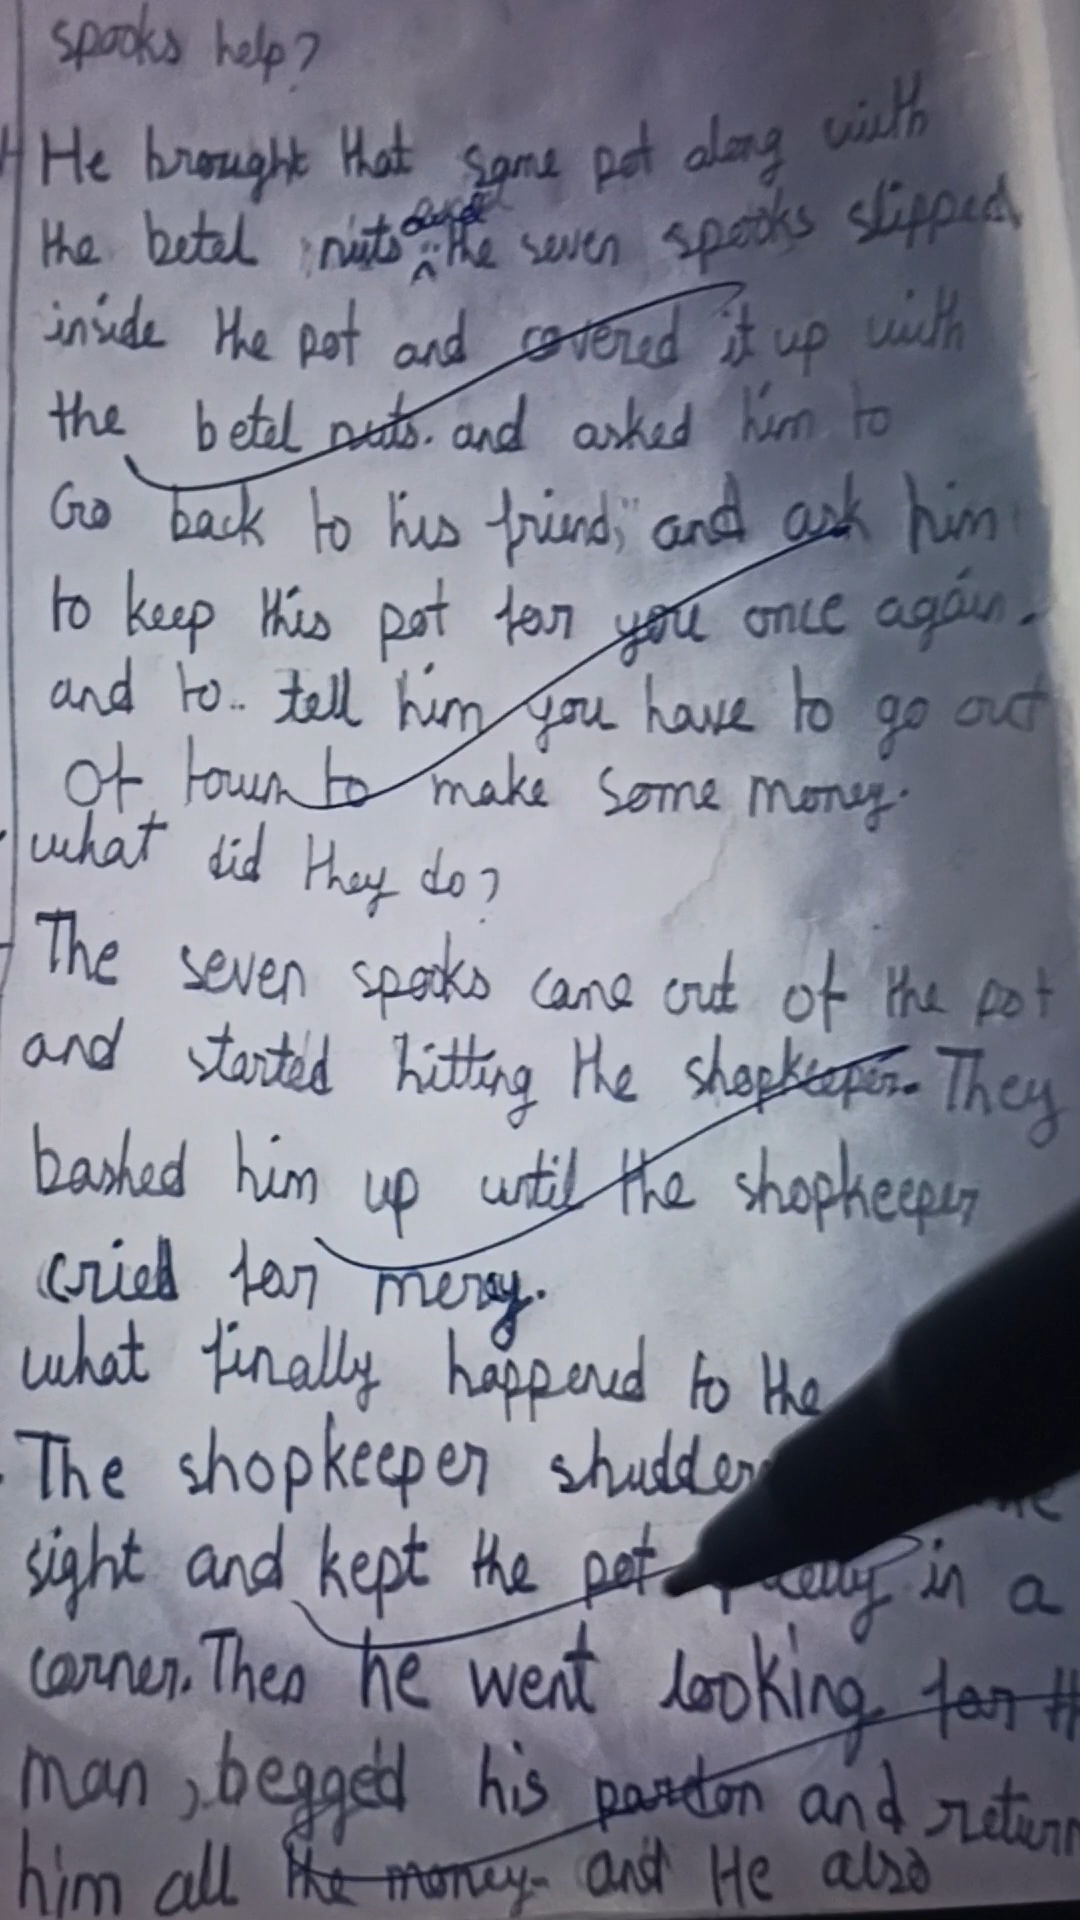 spooks help?
He brought that same pot along with
the betel nuts and the seven spooks slipped
inside the pot and covered it up with
the betel nuts. and asked him to
Go back to his friend, and ask him
to keep this pot for you once again.
and to.. tell him you have to go out
Of town to make some money.
what did they do?
The seven spooks came out of the pot
and started hitting the shopkeeper. They
bashed him up until the shopkeeper
cried for mercy.
what finally happened to the
The shopkeeper shudder
sight and kept the pot in a
corner. Then he went looking for th
man, begged his pardon and return
him all the money. and He also